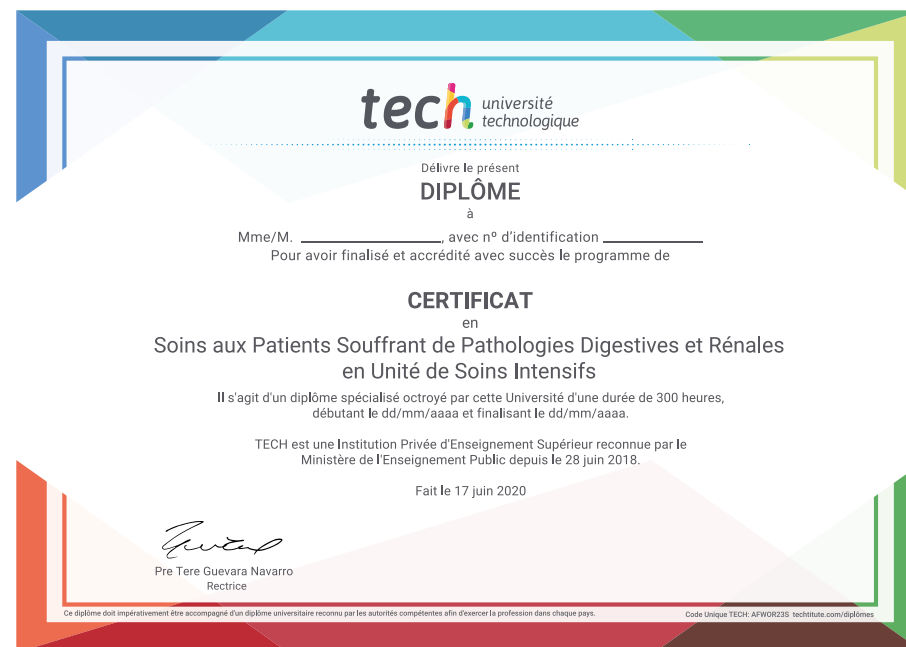 tech université
technologique
Délivre le présent
DIPLÔME
à
Mme/M. ____________________, avec nº d'identification ______________
Pour avoir finalisé et accrédité avec succès le programme de
CERTIFICAT
en
Soins aux Patients Souffrant de Pathologies Digestives et Rénales
en Unité de Soins Intensifs
Il s'agit d'un diplôme spécialisé octroyé par cette Université d'une durée de 300 heures,
débutant le dd/mm/aaaa et finalisant le dd/mm/aaaa.
TECH est une Institution Privée d'Enseignement Supérieur reconnue par le
Ministère de l'Enseignement Public depuis le 28 juin 2018.
Fait le 17 juin 2020
Pre Tere Guevara Navarro
Rectrice
Ce diplôme doit impérativement être accompagné d'un diplôme universitaire reconnu par les autorités compétentes afin d'exercer la profession dans chaque pays.
Code Unique TECH: AFWOR23S techtitute.com/diplômes